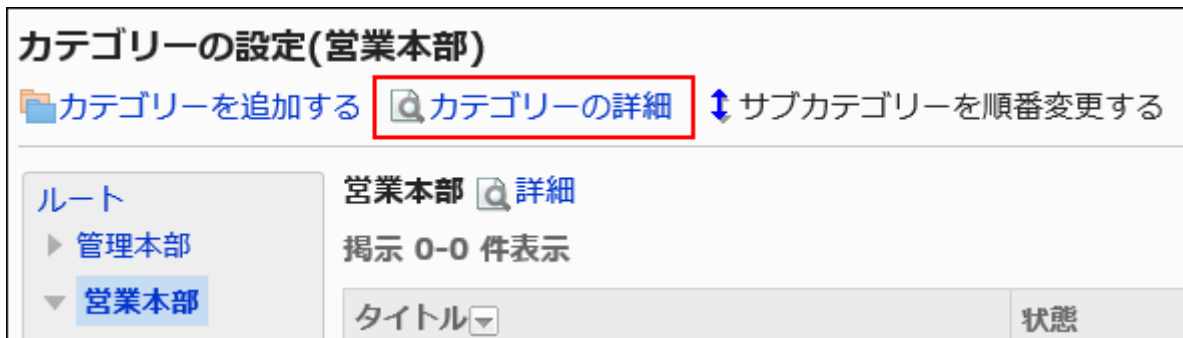 カテゴリーの設定(営業本部)
カテゴリーを追加する カテゴリーの詳細 サブカテゴリーを順番変更する
ルート
管理本部
営業本部
営業本部 詳細
掲示 0-0 件表示
タイトル 状態